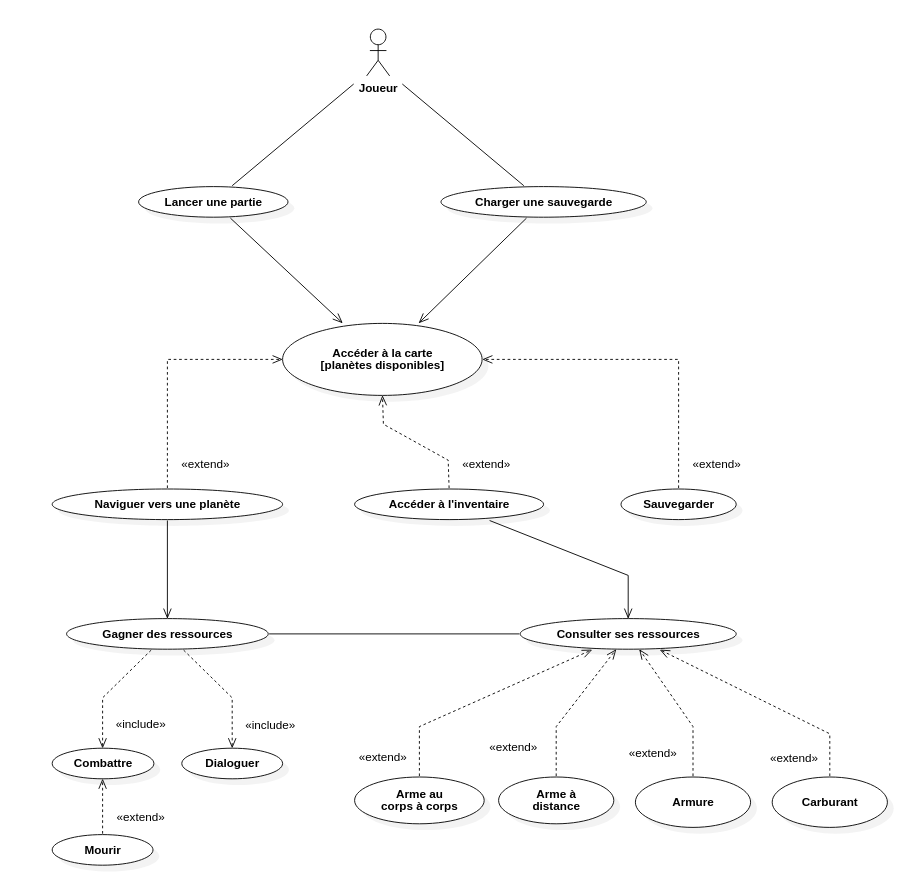 Joueur
Lancer une partie
Charger une sauvegarde
Accéder à la carte
[planètes disponibles]
«extend»
«extend»
«extend»
Naviguer vers une planète
Accéder à l'inventaire
Sauvegarder
Gagner des ressources
Consulter ses ressources
«include»
«include»
«extend»
«extend»
«extend»
«extend»
Combattre
Dialoguer
Arme au
corps à corps
Arme à
distance
Armure
Carburant
«extend»
Mourir